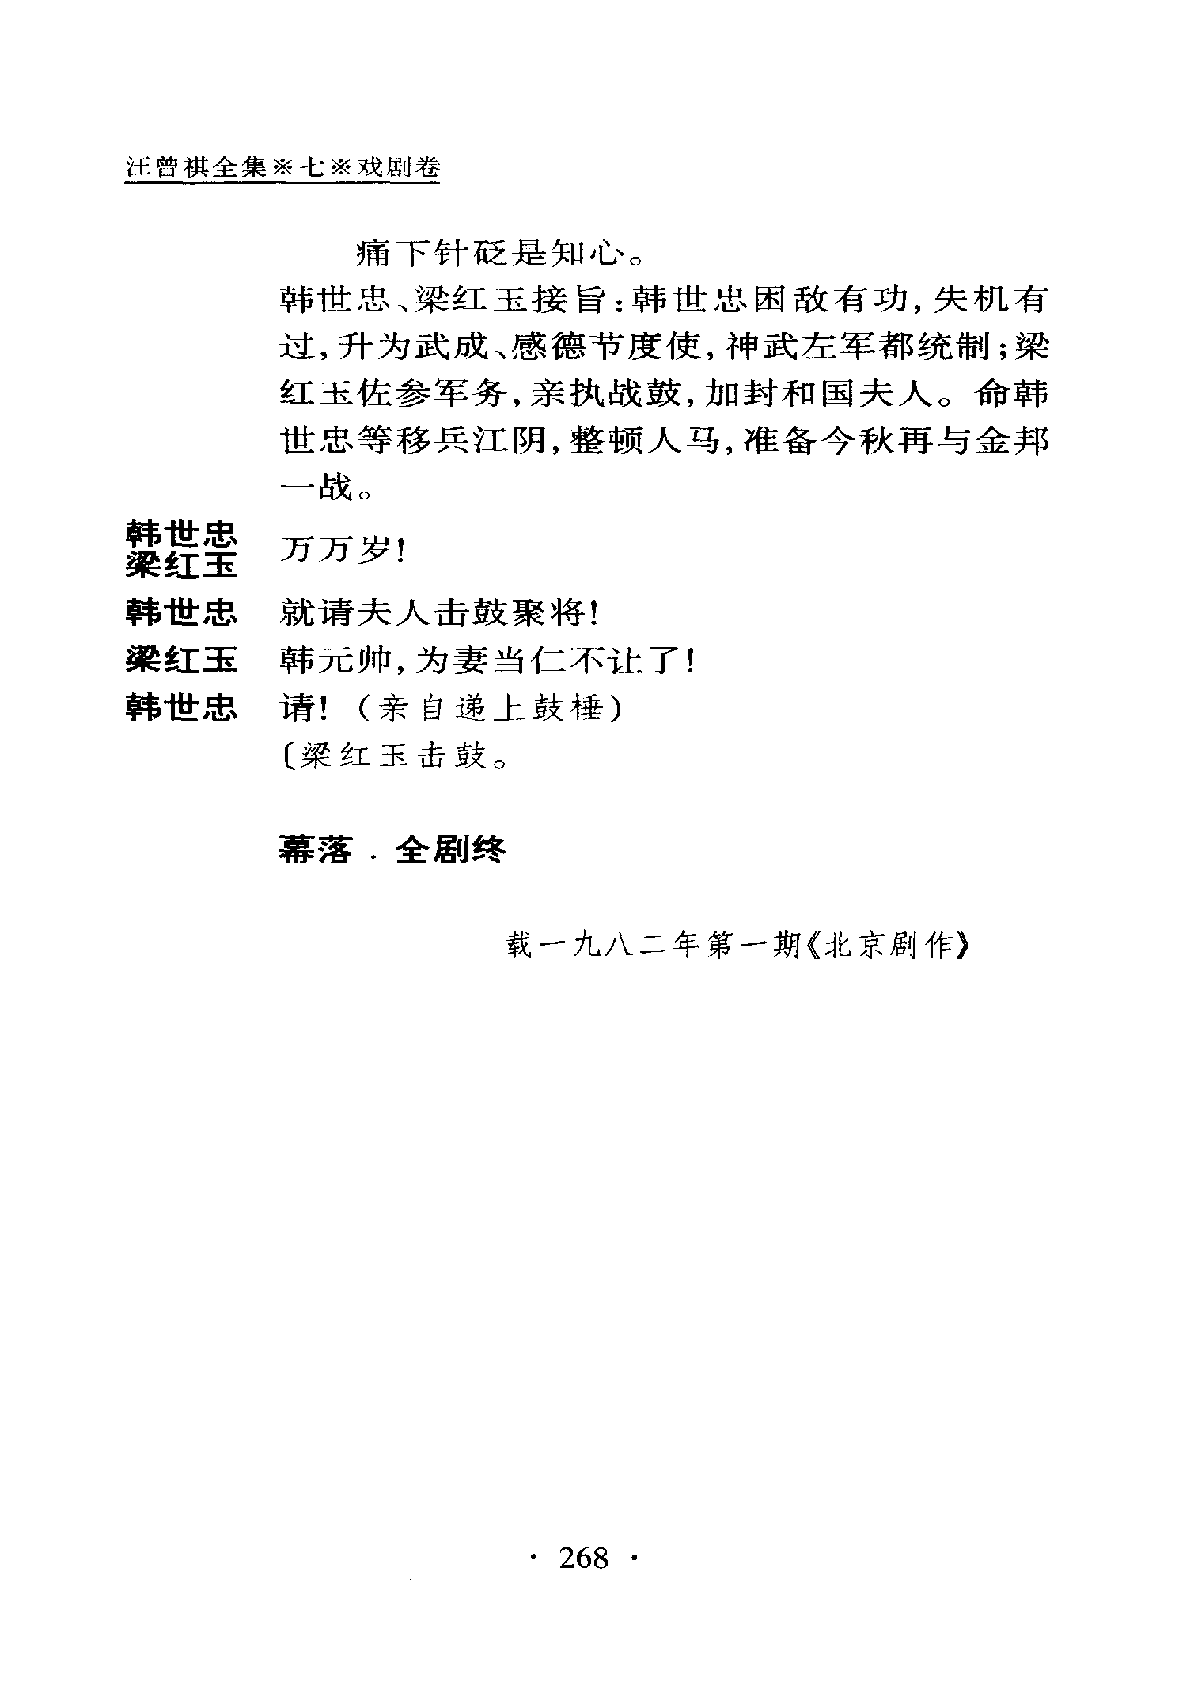 汪曾祺全集※七※戏剧卷
痛下针砭是知心。
韩世忠、梁红玉接旨:韩世忠困敌有功,失机有
过,升为武成、感德节度使,神武左军都统制;梁
红玉佐参军务,亲执战鼓,加封和国夫人。命韩
世忠等移兵江阴,整顿人马,准备今秋再与金邦
一战。
韩世忠
梁红玉 万万岁!
韩世忠 就请夫人击鼓聚将!
梁红玉 韩元帅,为妻当仁不让了!
韩世忠 请!(亲自递上鼓棰)
〔梁红玉击鼓。
幕落.全剧终
载一九八二年第一期《北京剧作》
· 268 ·